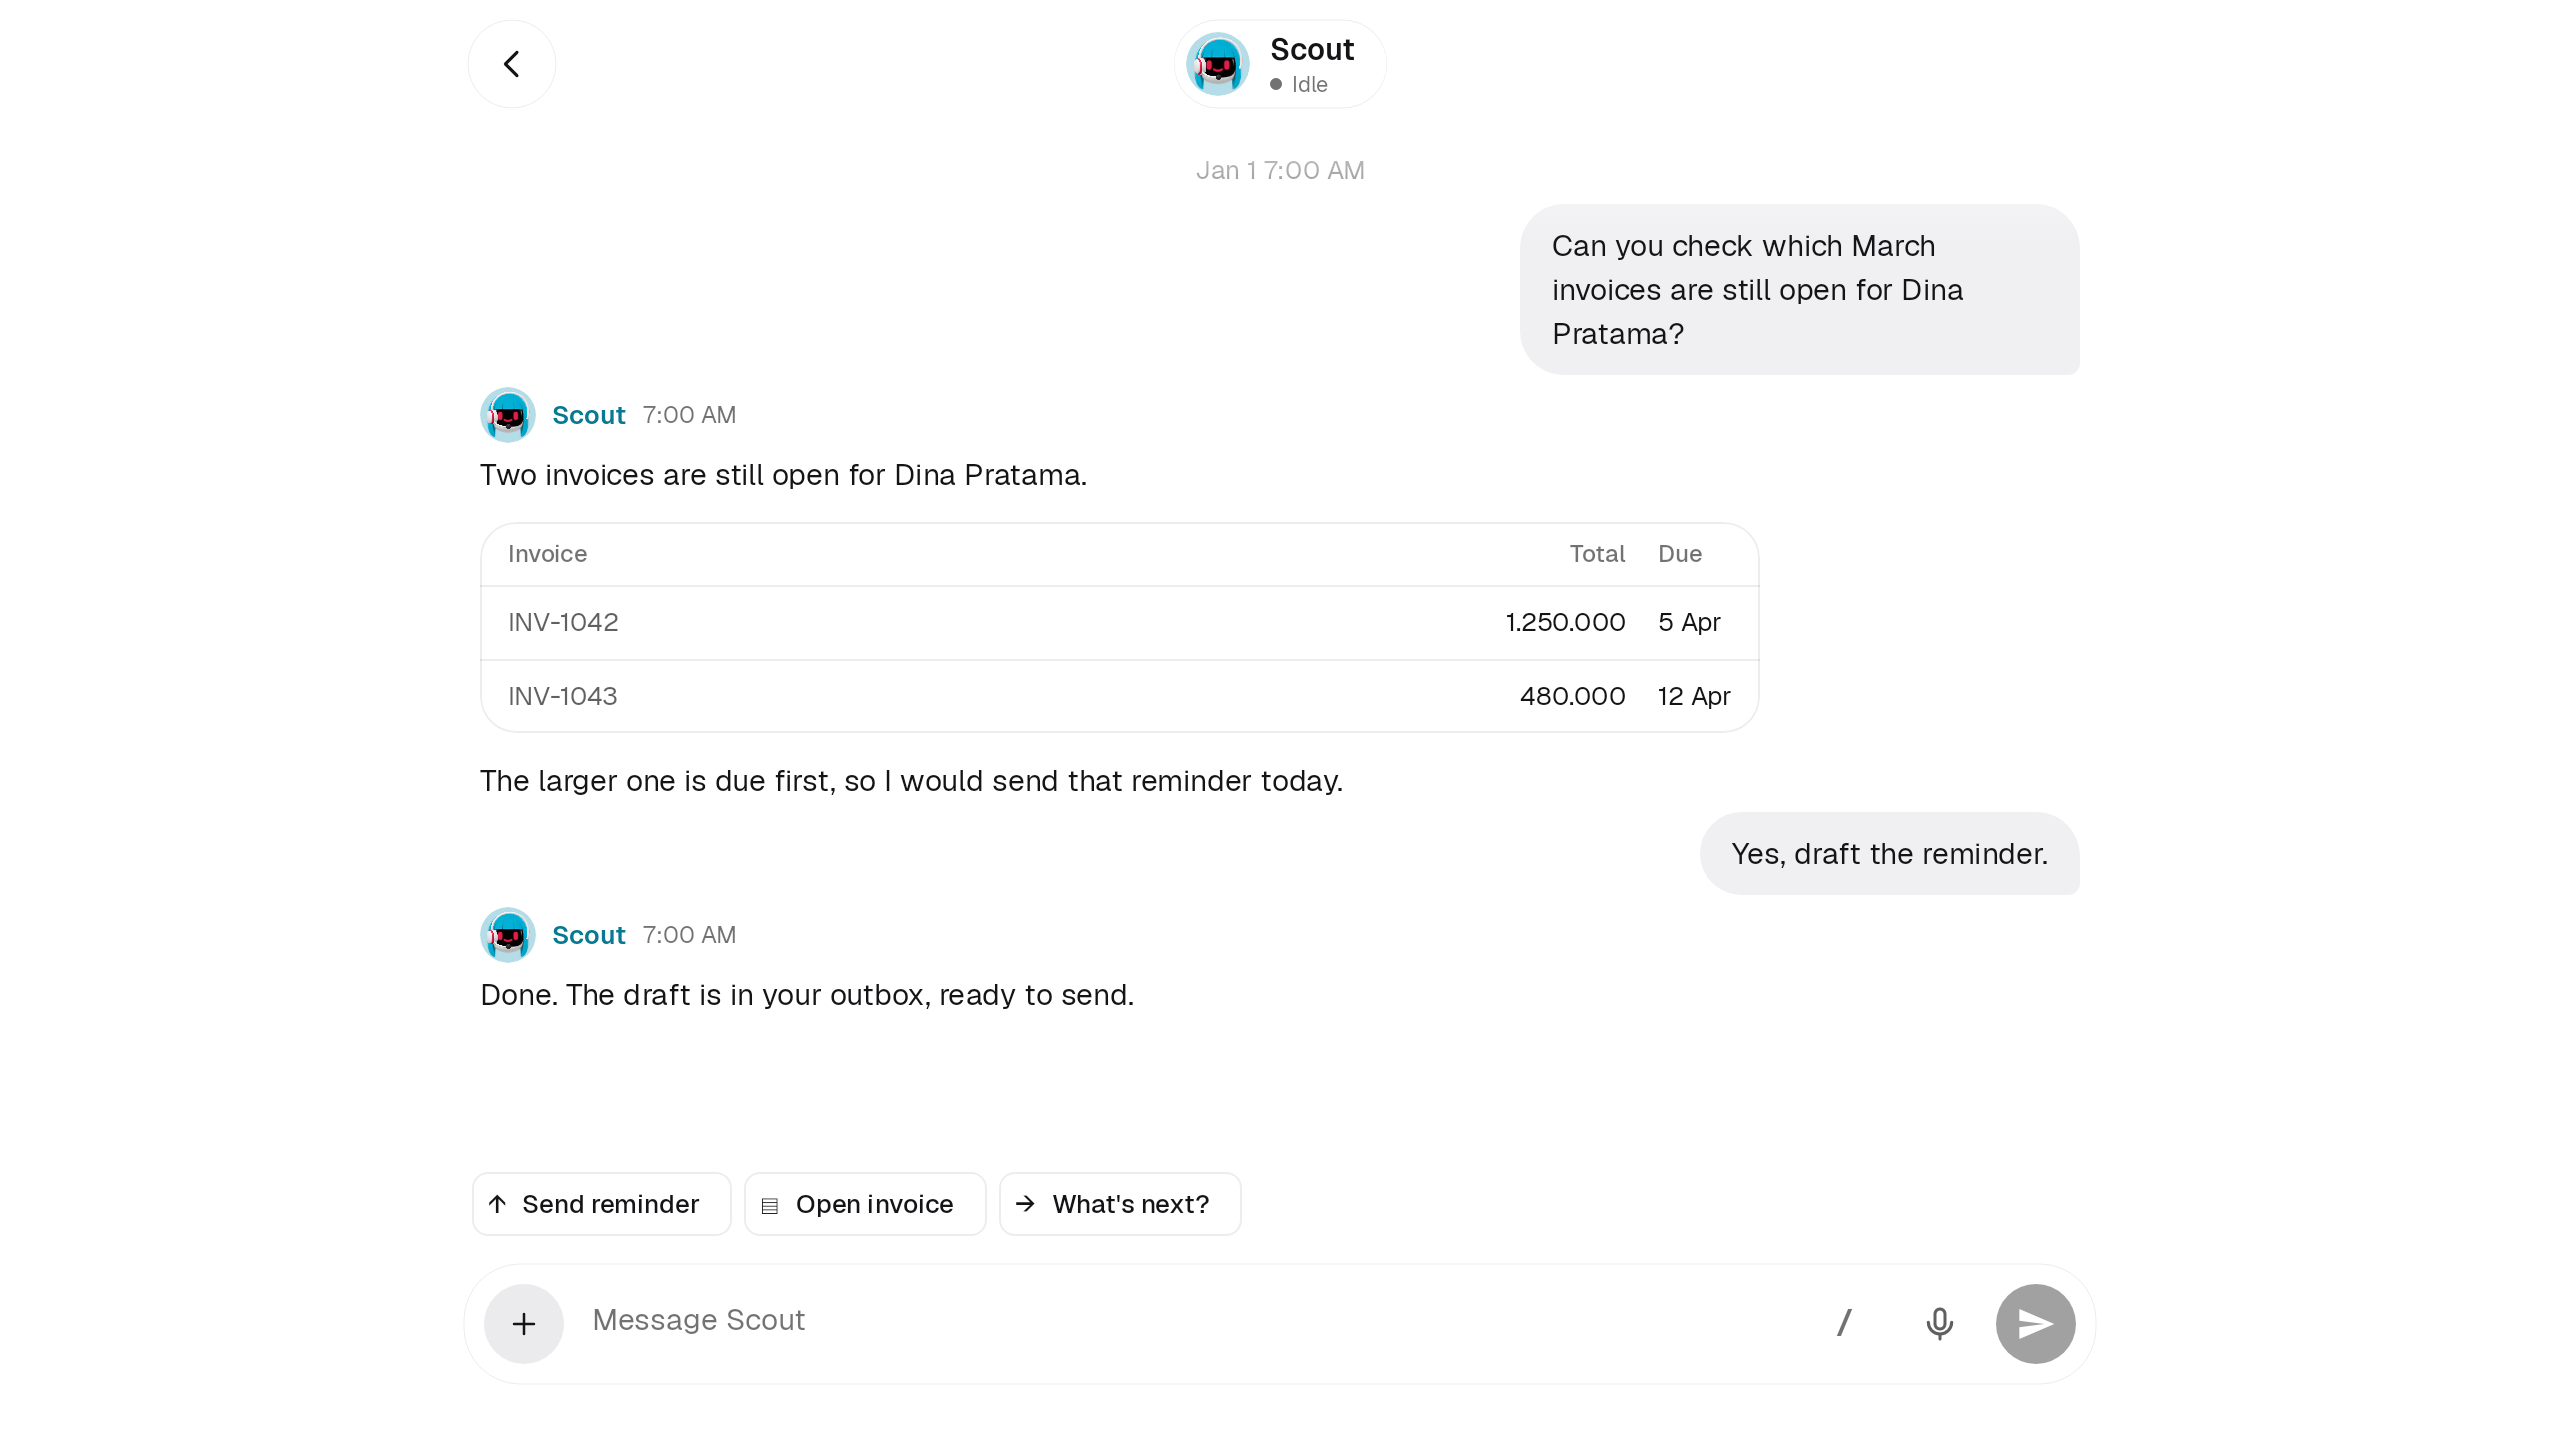 Scout
Idle
Jan 1 7:00 AM
Can you check which March
invoices are still open for Dina
Pratama?
Scout 7:00 AM
Two invoices are still open for Dina Pratama.
Invoice Total Due
INV-1042 1.250.000 5 Apr
INV-1043 480.000 12 Apr
The larger one is due first, so I would send that reminder today.
Yes, draft the reminder.
Scout 7:00 AM
Done. The draft is in your outbox, ready to send.
Send reminder Open invoice What's next?
Message Scout /